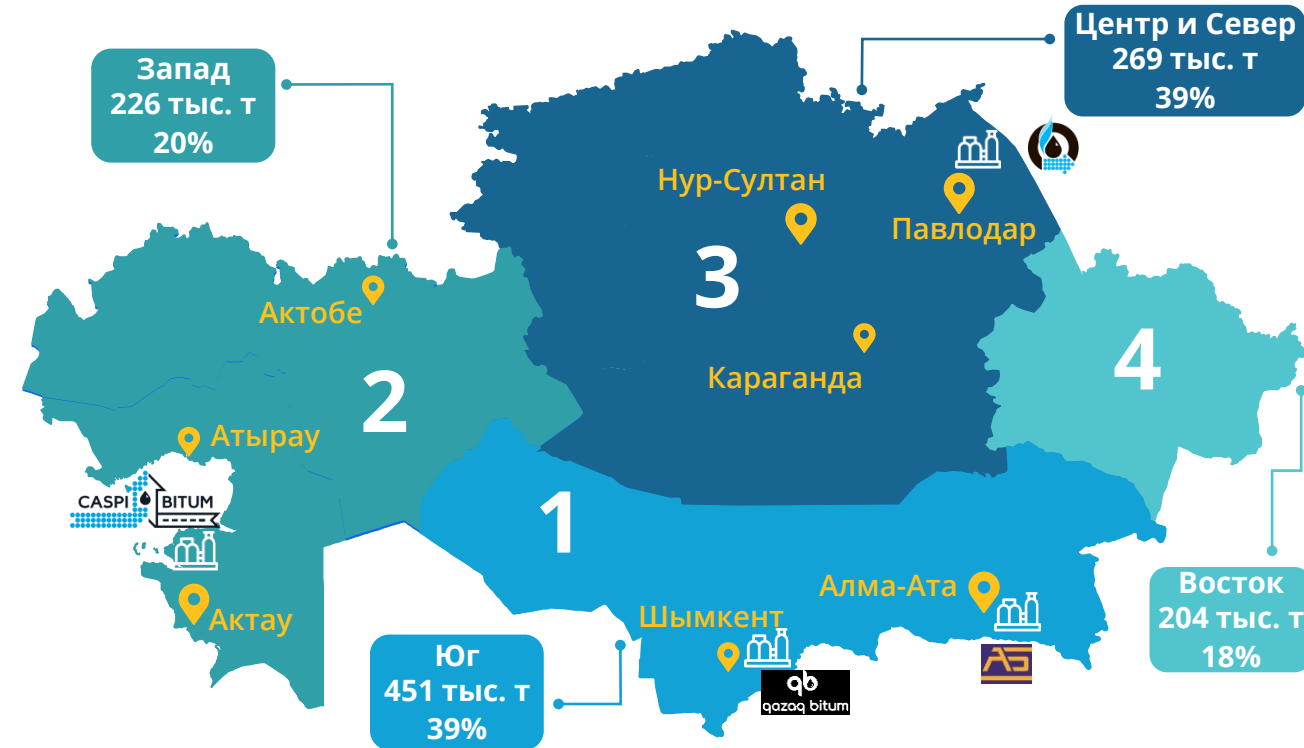 Центр и Север
269 тыс. т
39%
Запад
226 тыс. т
20%
Нур-Султан
Павлодар
3
Актобе
4
Караганда
2
Атырау
CASPI BITUM
1
Алма-Ата
Восток
204 тыс. т
18%
Шымкент
Актау
Юг
451 тыс. т
39%
AБ
qb
qazaq bitum